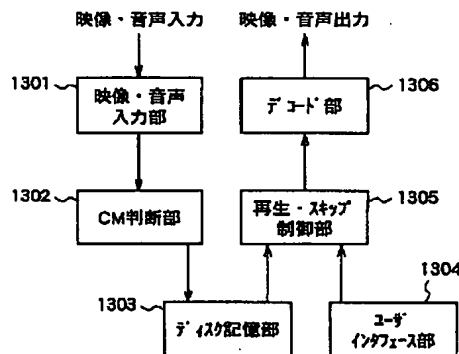 映像・音声入力
映像・音声出力
1301
映像・音声
入力部
デコード部
1306
1302
CM判断部
再生・スキップ
制御部
1305
1303
ディスク記憶部
1304
ユーザ
インタフェース部